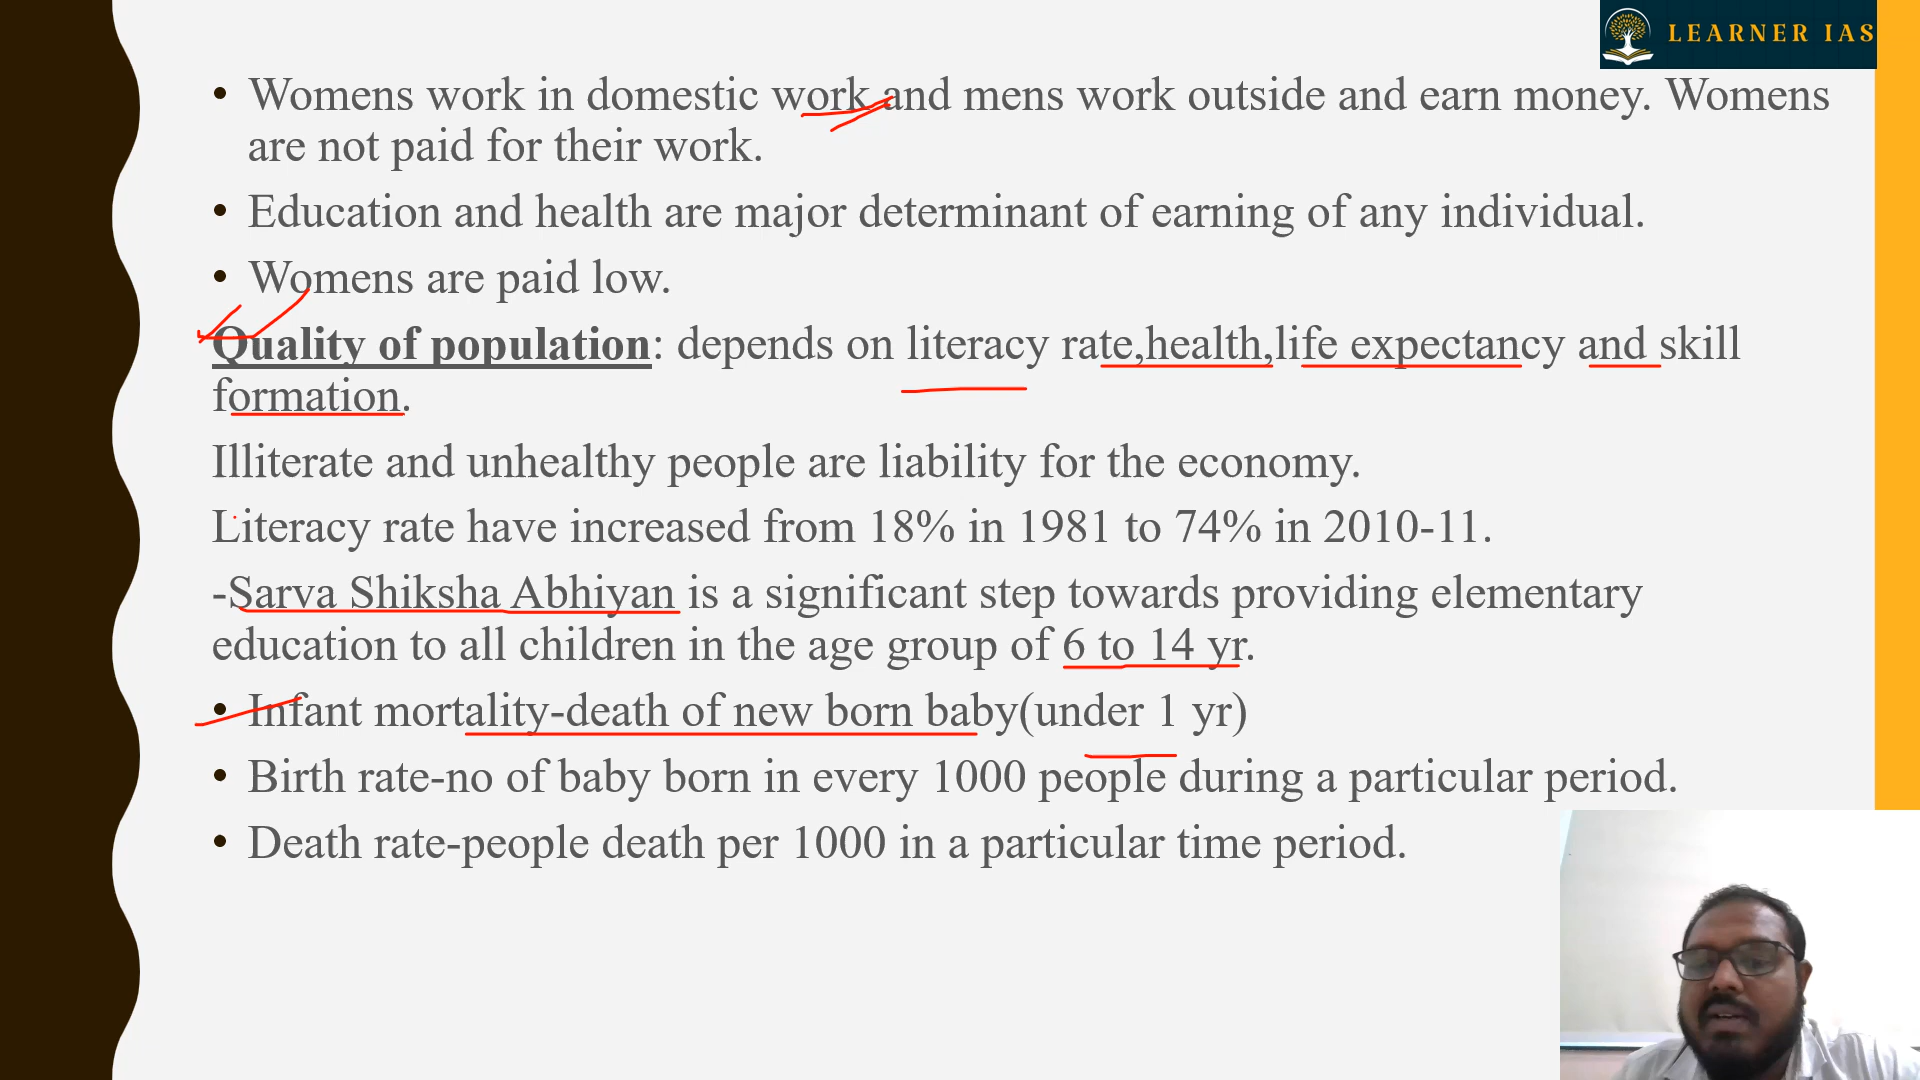 LEARNER IAS
• Womens work in domestic work and mens work outside and earn money. Womens
are not paid for their work.
• Education and health are major determinant of earning of any individual.
• Womens are paid low.
Quality of population: depends on literacy rate,health,life expectancy and skill
formation.
Illiterate and unhealthy people are liability for the economy.
Literacy rate have increased from 18% in 1981 to 74% in 2010-11.
-Sarva Shiksha Abhiyan is a significant step towards providing elementary
education to all children in the age group of 6 to 14 yr.
• Infant mortality-death of new born baby(under 1 yr)
• Birth rate-no of baby born in every 1000 people during a particular period.
• Death rate-people death per 1000 in a particular time period.